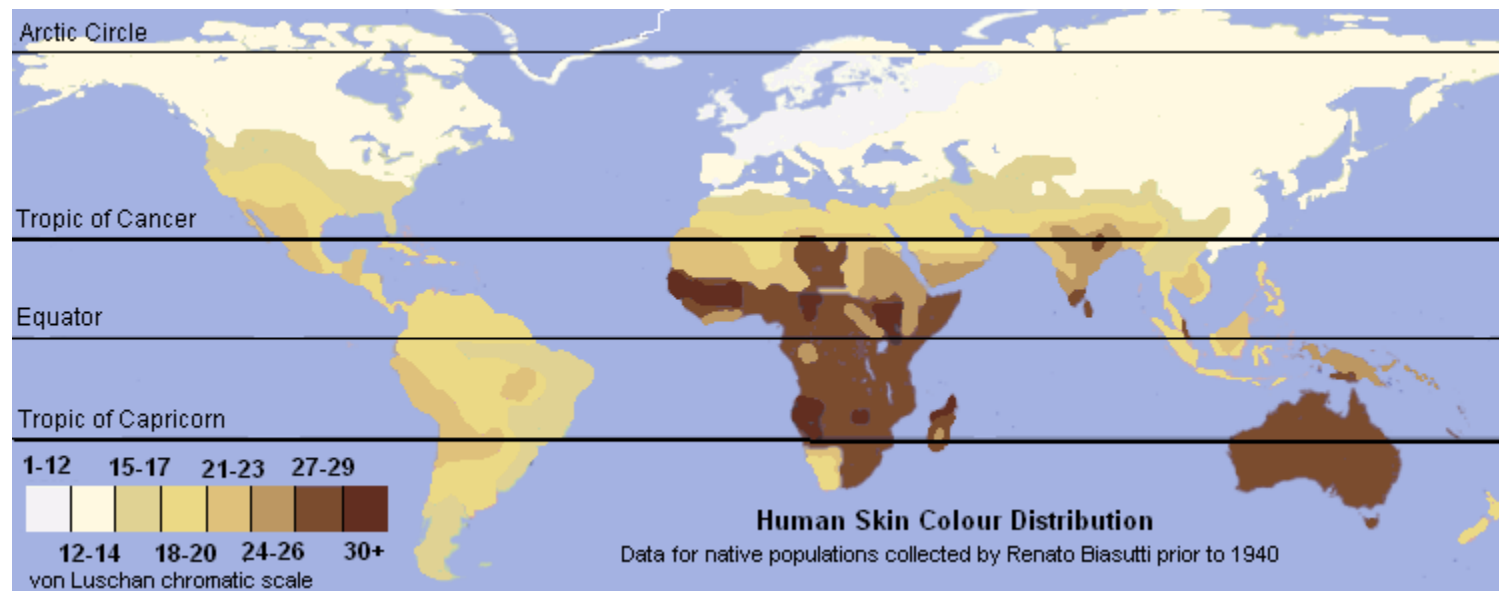 Arctic Circle
Tropic of Cancer
Equator
Tropic of Capricorn
1-12 15-17 21-23 27-29
12-14 18-20 24-26 30+
von Luschan chromatic scale
Human Skin Colour Distribution
Data for native populations collected by Renato Biasutti prior to 1940